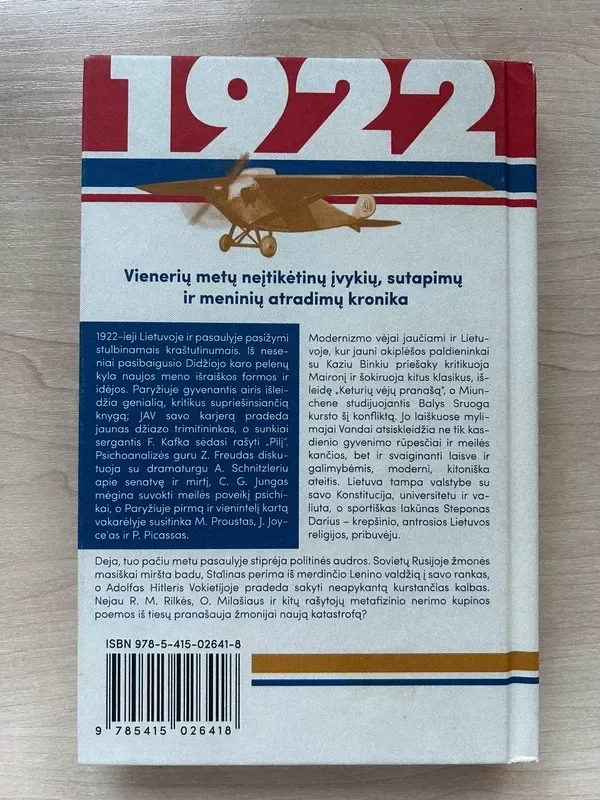 1922
Vienerių metų neįtikėtinų įvykių, sutapimų
ir meninių atradimų kronika
1922-ieji Lietuvoje ir pasaulyje pasižymi
stulbinamais kraštutinumais. Iš nese-
niai pasibaigusio Didžiojo karo pelenų
kyla naujos meno išraiškos formos ir
idėjos. Paryžiuje gyvenantis airis išlei-
džia genialią, kritikus supriešinsiančią
knygą; JAV savo karjerą pradeda
jaunas džiazo trimitininkas, o sunkiai
sergantis F. Kafka sėdasi rašyti „Pilį“.
Psichoanalizės guru Z. Freudas disku-
tuoja su dramaturgu A. Schnitzleriu
apie senatvę ir mirtį, C. G. Jungas
mėgina suvokti meilės poveikį psichi-
kai, o Paryžiuje pirmą ir vienintelį kartą
vakarėlyje susitinka M. Proustas, J. Joy-
ce’as ir P. Picassas.
Modernizmo vėjai jaučiami ir Lietu-
voje, kur jauni akiplėšos paldieninkai
su Kaziu Binkiu priešaky kritikuoja
Maironį ir šokiruoja kitus klasikus, iš-
leidę „Keturių vėjų pranašą“, o Miun-
chene studijuojantis Balys Sruoga
kursto šį konfliktą. Jo laiškuose myli-
majai Vandai atsiskleidžia ne tik kas-
dienio gyvenimo rūpesčiai ir meilės
kančios, bet ir svaiginanti laisve ir
galimybėmis, moderni, kitoniška
ateitis. Lietuva tampa valstybe su
savo Konstitucija, universitetu ir va-
liuta, o sportiškas lakūnas Steponas
Darius – krepšinio, antrosios Lietuvos
religijos, pribuvėju.
Deja, tuo pačiu metu pasaulyje stiprėja politinės audros. Sovietų Rusijoje žmonės
masiškai miršta badu, Stalinas perima iš merdinčio Lenino valdžią į savo rankas,
o Adolfas Hitleris Vokietijoje pradeda sakyti neapykantą kurstančias kalbas.
Nejau R. M. Rilkės, O. Milašiaus ir kitų rašytojų metafizinio nerimo kupinos
poemos iš tiesų pranašauja žmonijai naują katastrofą?
ISBN 978-5-415-02641-8
9 785415 026418